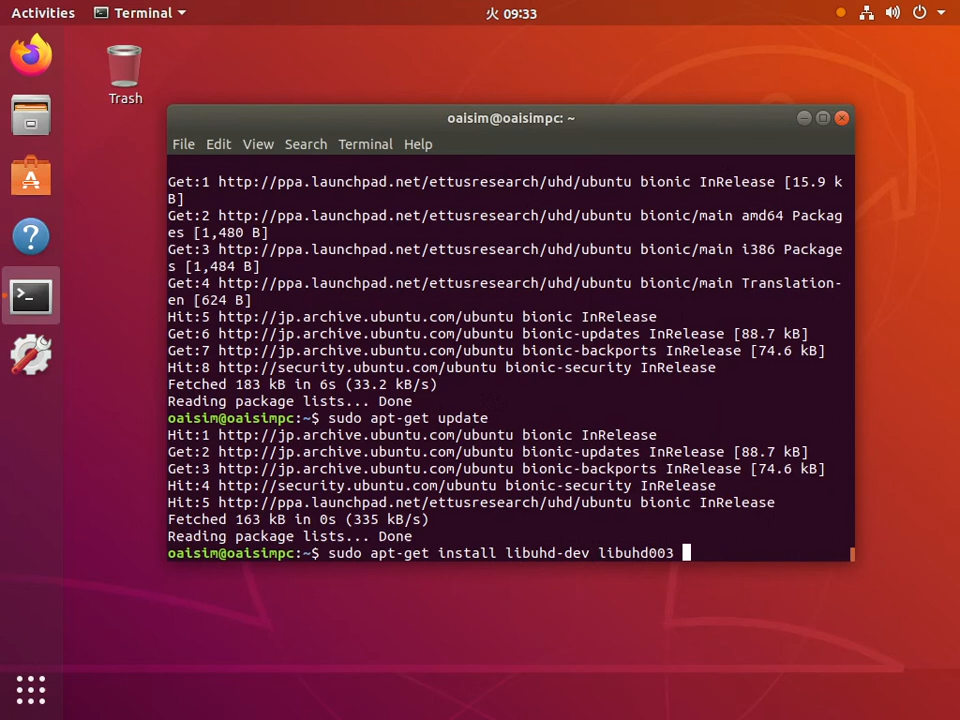 Activities
Terminal
火 09:33
Trash
oaisim@oaisimpc: ~
File Edit View Search Terminal Help
Get:1 http://ppa.launchpad.net/ettusresearch/uhd/ubuntu bionic InRelease [15.9 k
B]
Get:2 http://ppa.launchpad.net/ettusresearch/uhd/ubuntu bionic/main amd64 Packag
es [1,480 B]
Get:3 http://ppa.launchpad.net/ettusresearch/uhd/ubuntu bionic/main i386 Package
s [1,484 B]
Get:4 http://ppa.launchpad.net/ettusresearch/uhd/ubuntu bionic/main Translation-
en [624 B]
Hit:5 http://jp.archive.ubuntu.com/ubuntu bionic InRelease
Get:6 http://jp.archive.ubuntu.com/ubuntu bionic-updates InRelease [88.7 kB]
Get:7 http://jp.archive.ubuntu.com/ubuntu bionic-backports InRelease [74.6 kB]
Hit:8 http://security.ubuntu.com/ubuntu bionic-security InRelease
Fetched 183 kB in 6s (33.2 kB/s)
Reading package lists... Done
oaisim@oaisimpc:~$ sudo apt-get update
Hit:1 http://jp.archive.ubuntu.com/ubuntu bionic InRelease
Get:2 http://jp.archive.ubuntu.com/ubuntu bionic-updates InRelease [88.7 kB]
Get:3 http://jp.archive.ubuntu.com/ubuntu bionic-backports InRelease [74.6 kB]
Hit:4 http://security.ubuntu.com/ubuntu bionic-security InRelease
Hit:5 http://ppa.launchpad.net/ettusresearch/uhd/ubuntu bionic InRelease
Fetched 163 kB in 0s (335 kB/s)
Reading package lists... Done
oaisim@oaisimpc:~$ sudo apt-get install libuhd-dev libuhd003